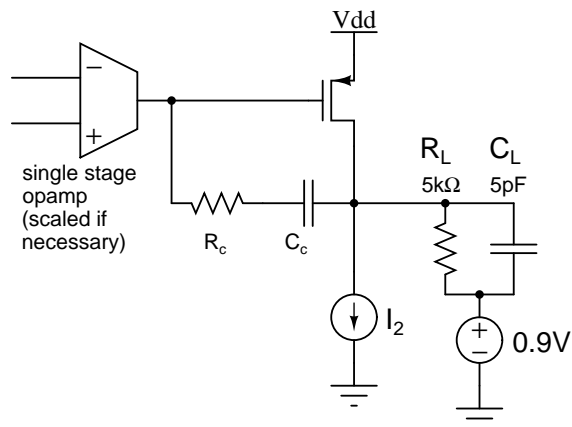 Vdd
−
+
single stage
opamp
(scaled if
necessary)
R_c
C_c
R_L
5kΩ
C_L
5pF
I_2
+
−
0.9V